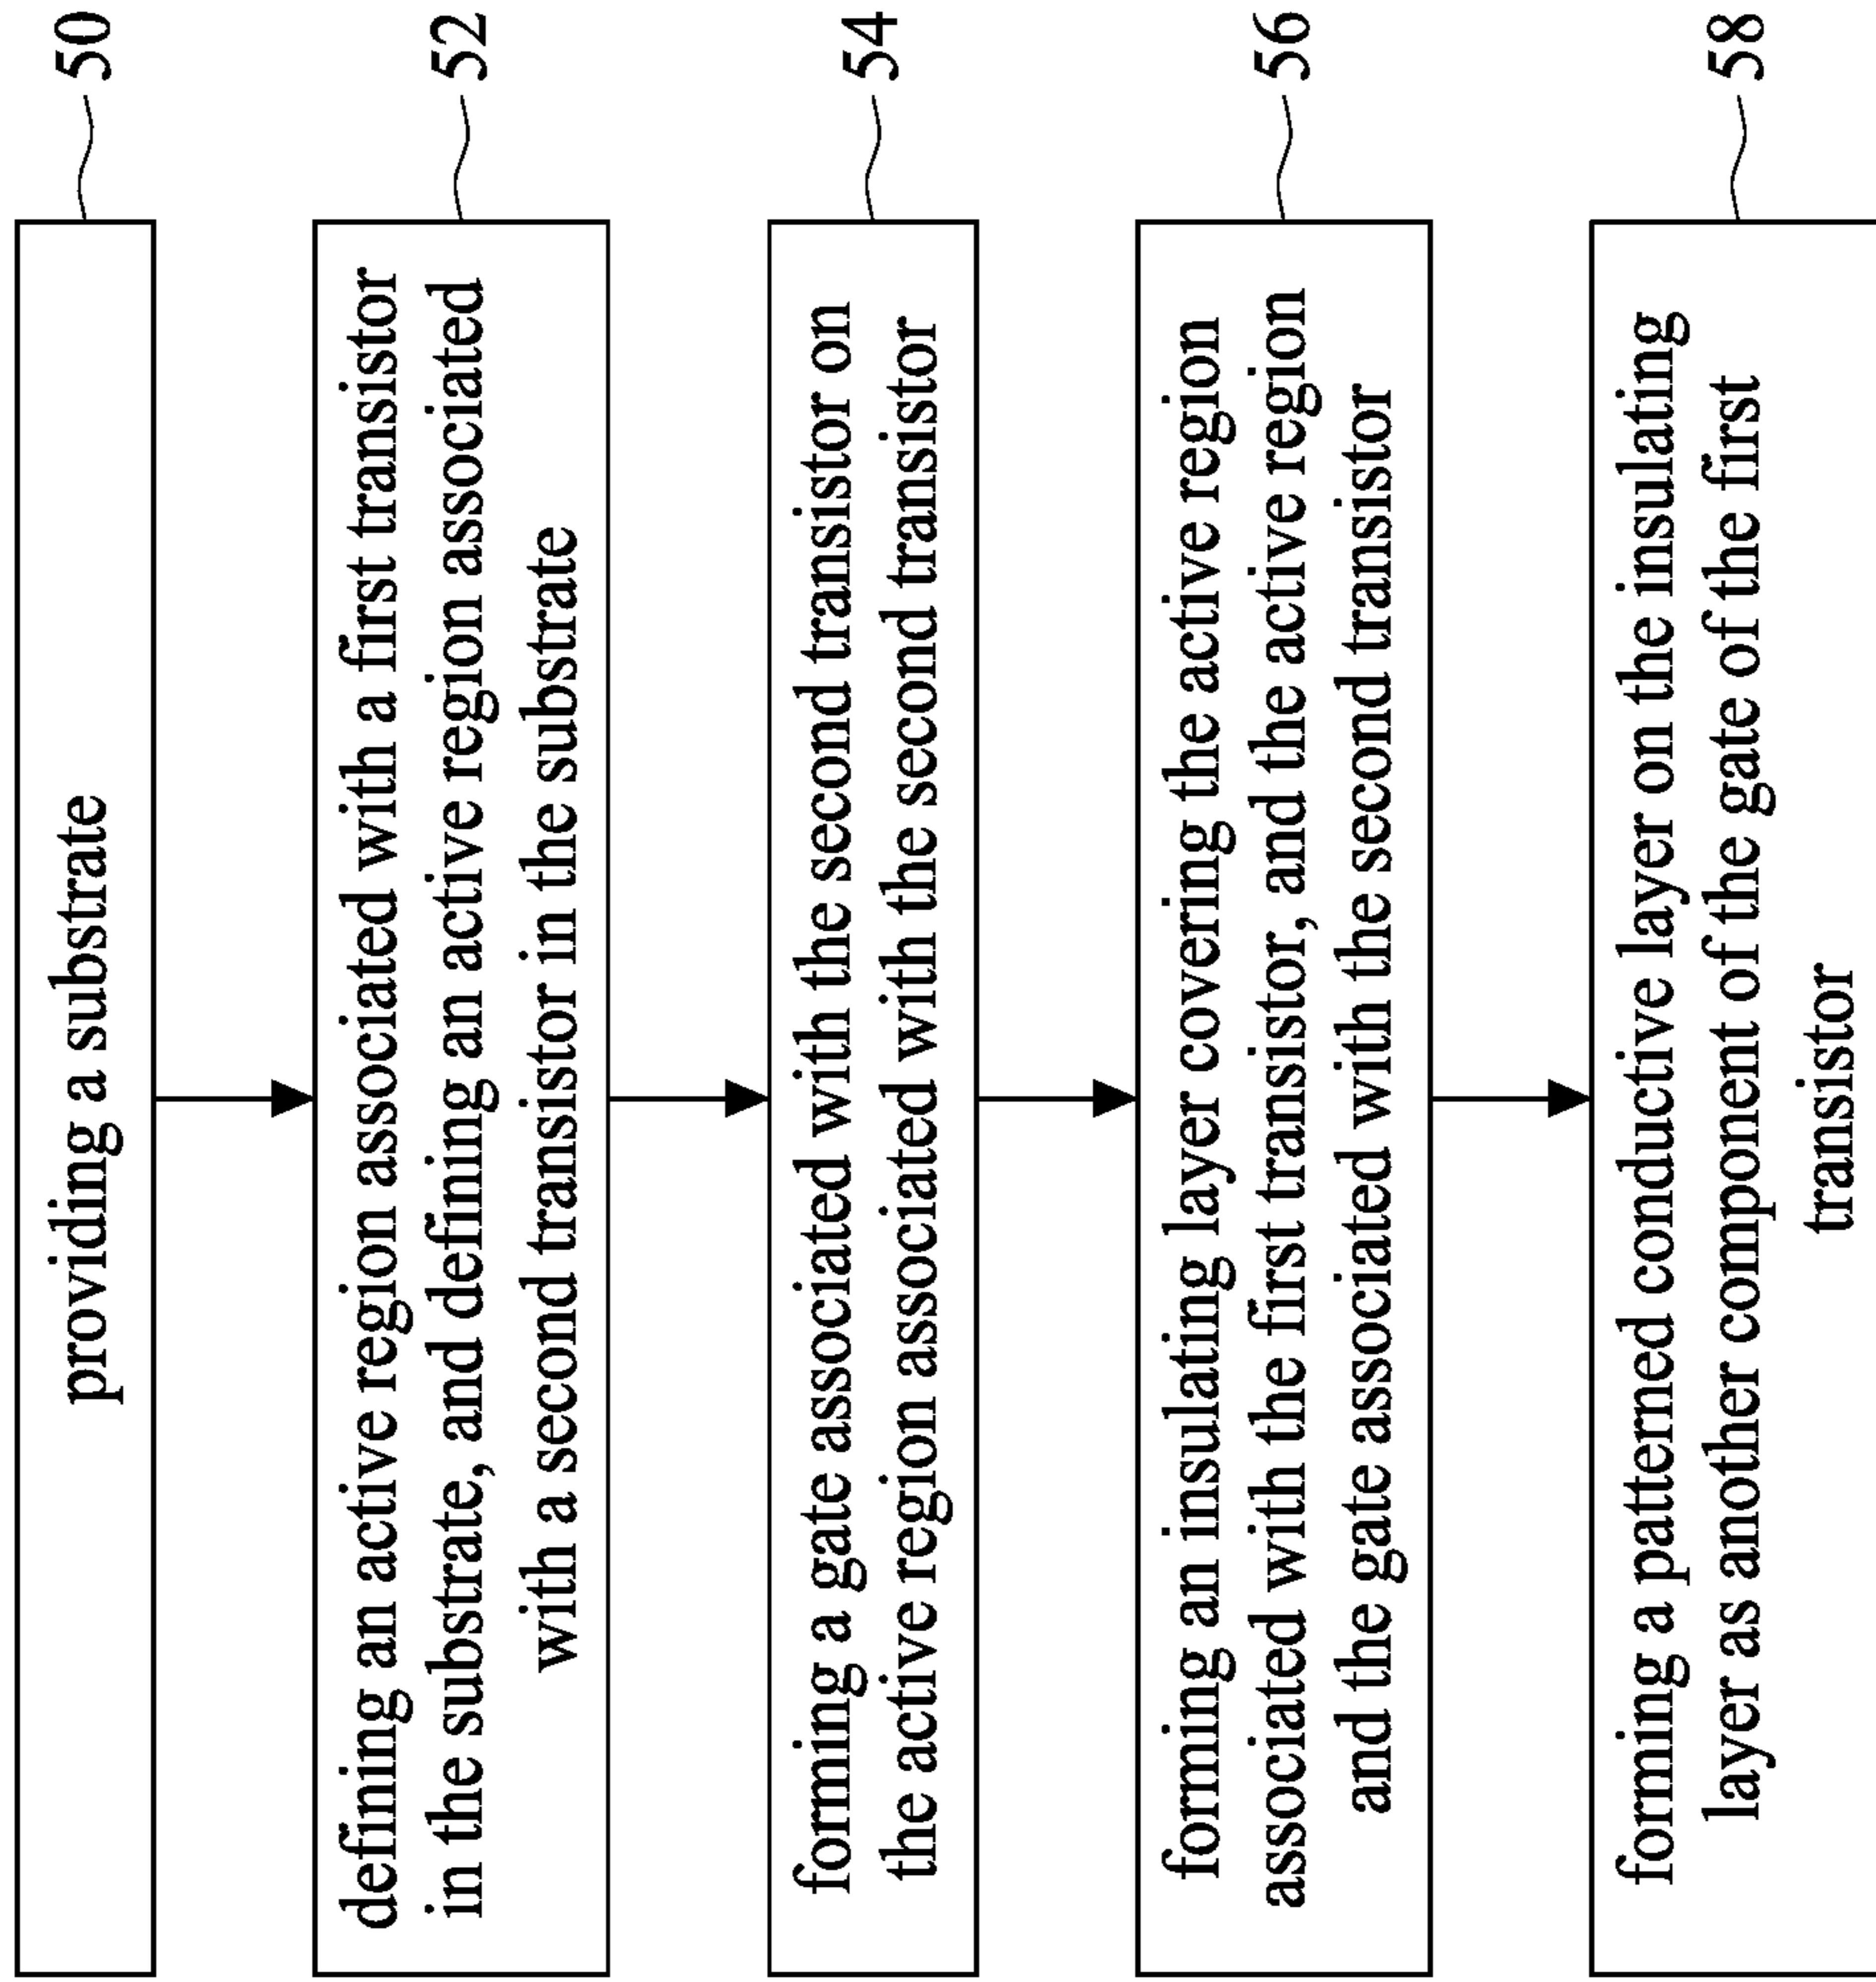 providing a substrate
50
defining an active region associated with a first transistor
in the substrate, and defining an active region associated
with a second transistor in the substrate
52
forming a gate associated with the second transistor on
the active region associated with the second transistor
54
forming an insulating layer covering the active region
associated with the first transistor, and the active region
and the gate associated with the second transistor
56
forming a patterned conductive layer on the insulating
layer as another component of the gate of the first
transistor
58